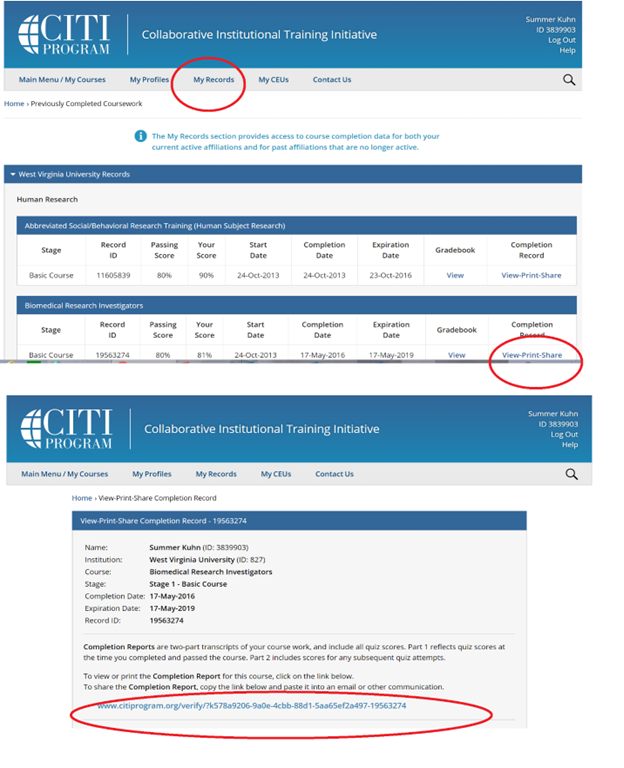 CITI PROGRAM
Collaborative Institutional Training Initiative
Summer Kuhn
ID 3839903
Log Out
Help
Main Menu / My Courses My Profiles My Records My CEUs Contact Us
Home › Previously Completed Coursework
The My Records section provides access to course completion data for both your
current active affiliations and for past affiliations that are no longer active.
West Virginia University Records
Human Research
Abbreviated Social/Behavioral Research Training (Human Subject Research)
Stage Record ID Passing Score Your Score Start Date Completion Date Expiration Date Gradebook Completion Record
Basic Course 11605839 80% 90% 24-Oct-2013 24-Oct-2013 23-Oct-2016 View View-Print-Share
Biomedical Research Investigators
Stage Record ID Passing Score Your Score Start Date Completion Date Expiration Date Gradebook Completion Record
Basic Course 19563274 80% 81% 24-Oct-2013 17-May-2016 17-May-2019 View View-Print-Share
CITI PROGRAM
Collaborative Institutional Training Initiative
Summer Kuhn
ID 3839903
Log Out
Help
Main Menu / My Courses My Profiles My Records My CEUs Contact Us
Home › View-Print-Share Completion Record
View-Print-Share Completion Record - 19563274
Name: Summer Kuhn (ID: 3839903)
Institution: West Virginia University (ID: 827)
Course: Biomedical Research Investigators
Stage: Stage 1 - Basic Course
Completion Date: 17-May-2016
Expiration Date: 17-May-2019
Record ID: 19563274
Completion Reports are two-part transcripts of your course work, and include all quiz scores. Part 1 reflects quiz scores at
the time you completed and passed the course. Part 2 includes scores for any subsequent quiz attempts.
To view or print the Completion Report for this course, click on the link below.
To share the Completion Report, copy the link below and paste it into an email or other communication.
www.citiprogram.org/verify/?k578a9206-9a0e-4cbb-88d1-5aa65ef2a497-19563274